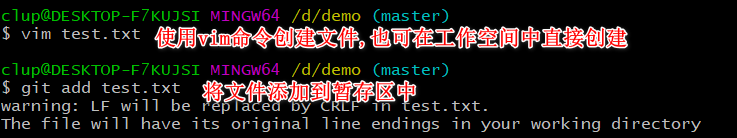 clup@DESKTOP-F7KUJSI MINGW64 /d/demo (master)
$ vim test.txt 使用vim命令创建文件,也可在工作空间中直接创建
clup@DESKTOP-F7KUJSI MINGW64 /d/demo (master)
$ git add test.txt 将文件添加到暂存区中
warning: LF will be replaced by CRLF in test.txt.
The file will have its original line endings in your working directory